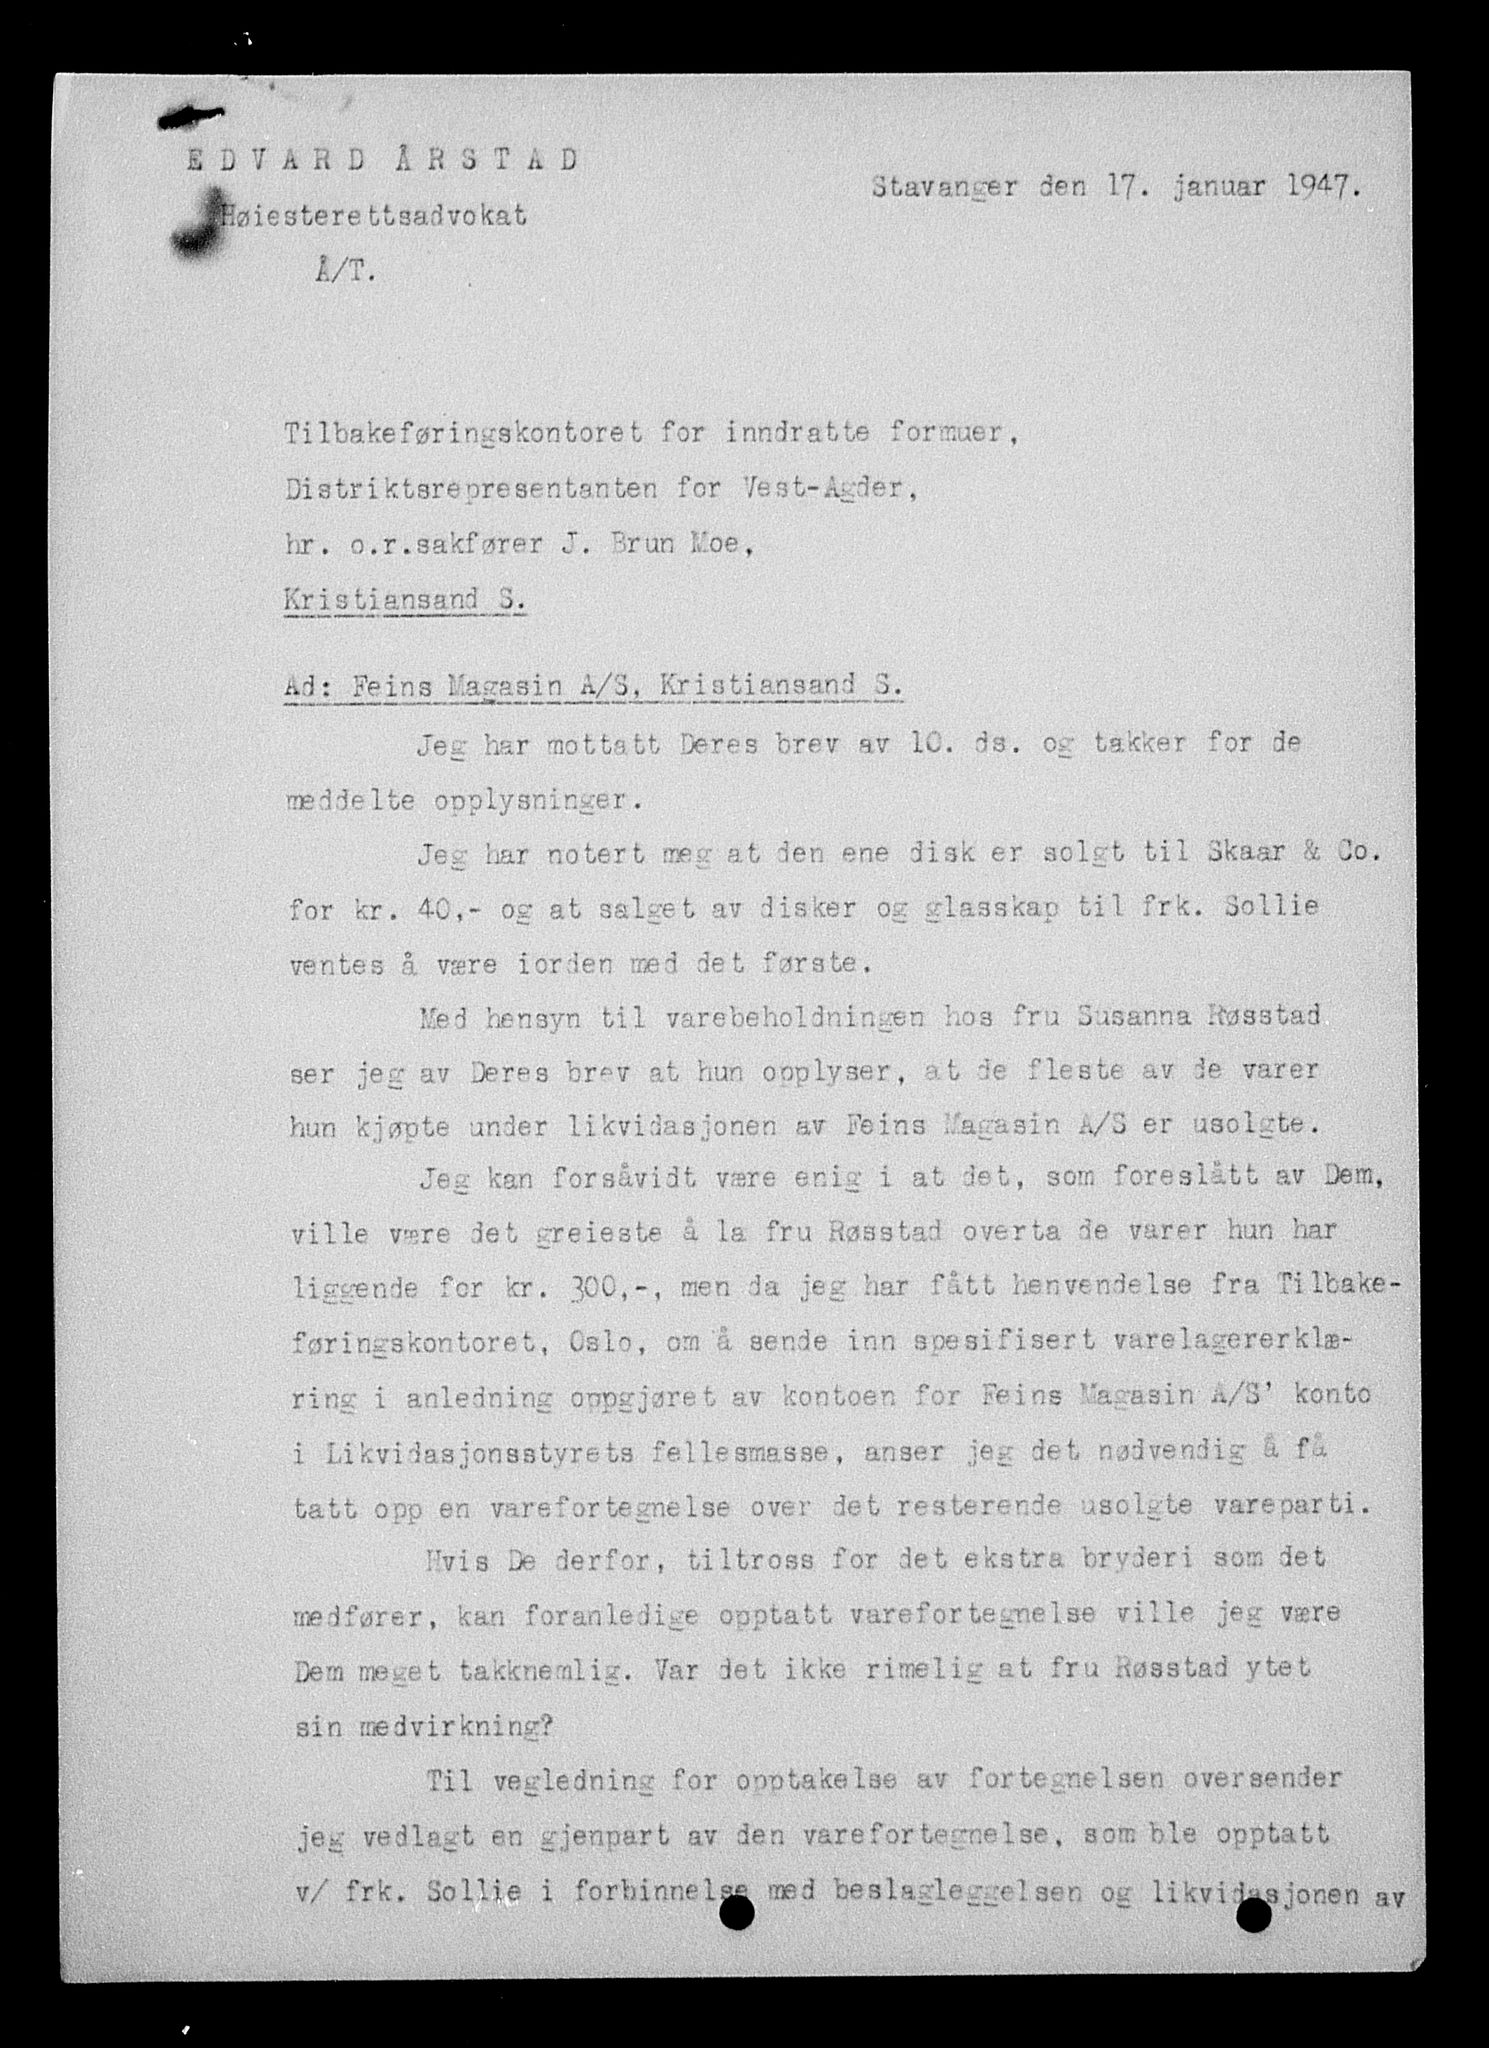 EDVARD ÅRSTAD
Stavanger den 17. januar 1947.
Høiesterettsadvokat
Å/T.
Tilbakeføringskontoret for inndratte formuer,
Distriktsrepresentanten for Vest-Agder,
hr. o.r.sakfører J. Brun Moe,
Kristiansand S.
Ad: Feins Magasin A/S, Kristiansand S.
Jeg har mottatt Deres brev av 10. ds. og takker for de
meddelte opplysninger.
Jeg har notert meg at den ene disk er solgt til Skaar & Co.
for kr. 40,- og at salget av disker og glasskap til frk. Sollie
ventes å være iorden med det første.
Med hensyn til varebeholdningen hos fru Susanna Røsstad
ser jeg av Deres brev at hun opplyser, at de fleste av de varer
hun kjøpte under likvidasjonen av Feins Magasin A/S er usolgte.
Jeg kan forsåvidt være enig i at det, som foreslått av Dem,
ville være det greieste å la fru Røsstad overta de varer hun har
liggende for kr. 300,-, men da jeg har fått henvendelse fra Tilbake-
føringskontoret, Oslo, om å sende inn spesifisert varelagererklæ-
ring i anledning oppgjøret av kontoen for Feins Magasin A/S' konto
i Likvidasjonsstyrets fellesmasse, anser jeg det nødvendig å få
tatt opp en varefortegnelse over det resterende usolgte vareparti.
Hvis De derfor, tiltross for det ekstra bryderi som det
medfører, kan foranledige opptatt varefortegnelse ville jeg være
Dem meget takknemlig. Var det ikke rimelig at fru Røsstad ytet
sin medvirkning?
Til vegledning for opptakelse av fortegnelsen oversender
jeg vedlagt en gjenpart av den varefortegnelse, som ble opptatt
v/ frk. Sollie i forbinnelse med beslagleggelsen og likvidasjonen av